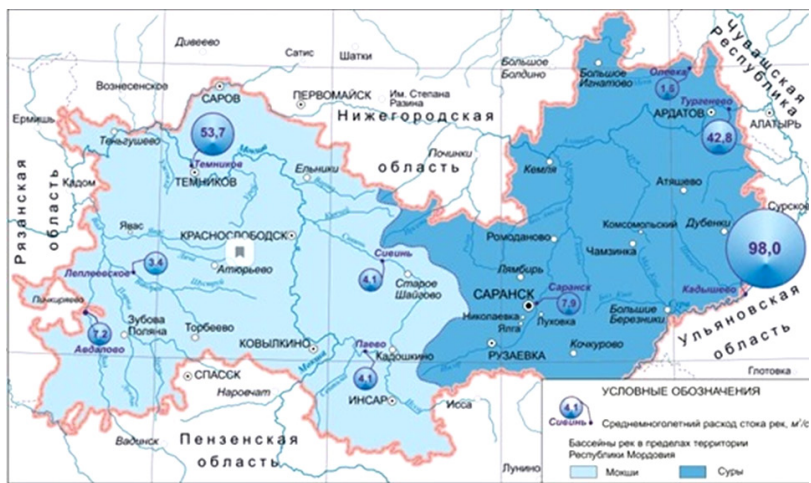 Дивеево
Сатис
Шатки
Вознесенское
САРОВ
ПЕРВОМАЙСК
Им. Степана
Разина
Большое
Болдино
Большое
Игнатово
Олевка
1,5
Чувашская
Республика
Тургенево
АРДАТОВ
42,8
АЛАТЫРЬ
Ермишь
Теньгушево
53,7
Темников
ТЕМНИКОВ
Мокша
Нижегородская
область
Починки
Ельники
Кемля
Атяшево
Рязанская
область
Кадом
Явас
КРАСНОСЛОБОДСК
Сивинь
4,1
Ромоданово
Комсомольский
Чамзинка
Дубенки
Сурское
98,0
Лепплеевское
3.4
Атюрьево
Старое
Шайгово
Лямбирь
САРАНСК
Саранск
7,9
Кадышево
Пичкиряево
7,2
Авдалово
Зубова
Поляна
Торбеево
КОВЫЛКИНО
Мокша
Паево
4,1
Кадошкино
Николаевка
Ялга
Луховка
Большие
Березники
Сура
РУЗАЕВКА
Кочкурово
Ульяновская
область
СПАССК
Наровчат
ИНСАР
Исса
Глотовка
Вадинск
Пензенская
область
Лунино
УСЛОВНЫЕ ОБОЗНАЧЕНИЯ
4,1
Сивинь
Среднемноголетний расход стока рек, м³/с
Бассейны рек в пределах территории
Республики Мордовия
Мокши
Суры